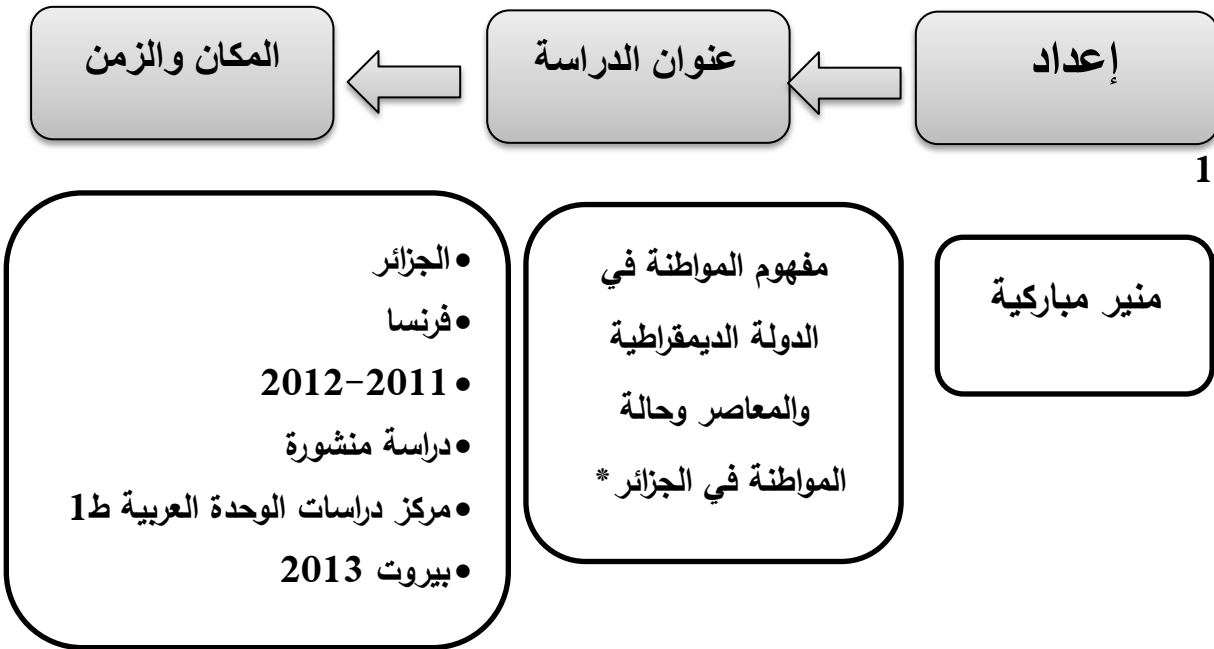 إعداد
عنوان الدراسة
المكان والزمن
1
منير مباركية
مفهوم المواطنة في
الدولة الديمقراطية
والمعاصر وحالة
المواطنة في الجزائر *
•الجزائر
•فرنسا
•2011-2012
•دراسة منشورة
•مركز دراسات الوحدة العربية ط1
•بيروت 2013